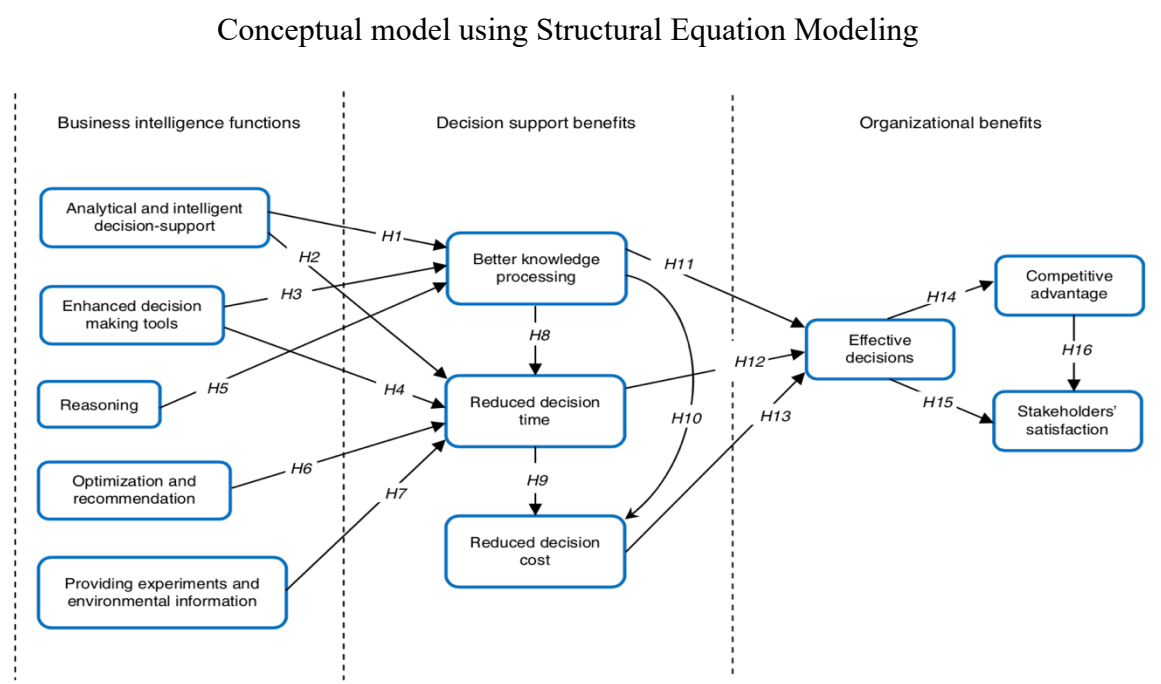 Conceptual model using Structural Equation Modeling
Business intelligence functions
Decision support benefits
Organizational benefits
Analytical and intelligent
decision-support
Enhanced decision
making tools
Reasoning
Optimization and
recommendation
Providing experiments and
environmental information
H1
H2
H3
H4
H5
H6
H7
Better knowledge
processing
H8
Reduced decision
time
H9
Reduced decision
cost
H10
H11
H12
H13
Effective
decisions
H14
H15
Competitive
advantage
H16
Stakeholders’
satisfaction